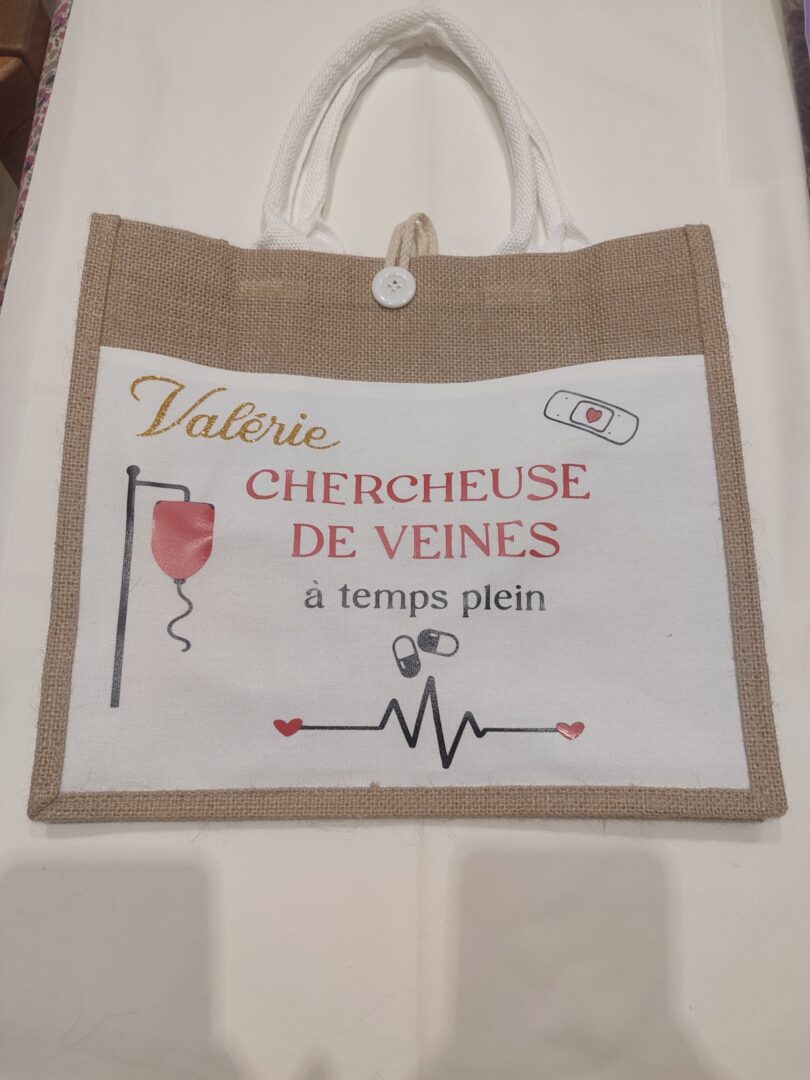 Valérie
CHERCHEUSE
DE VEINES
à temps plein